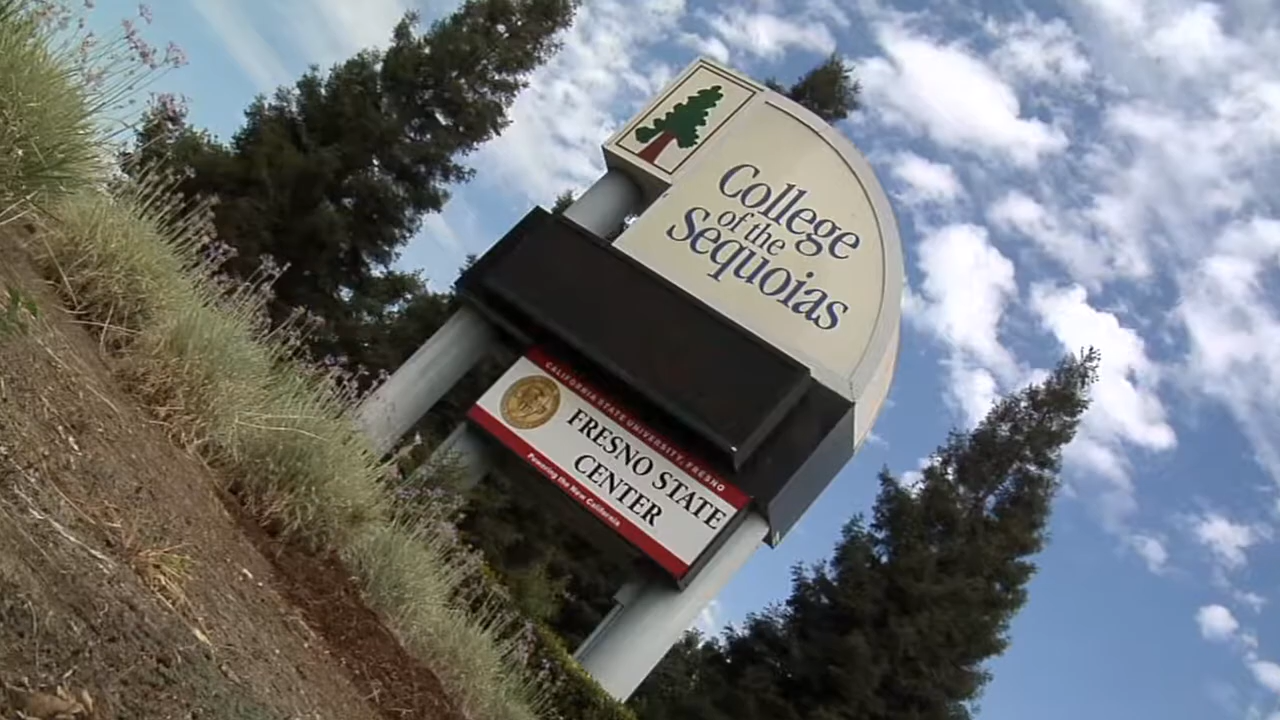 College
of the
Sequoias
CALIFORNIA STATE UNIVERSITY, FRESNO
FRESNO STATE
CENTER
Powering the New California